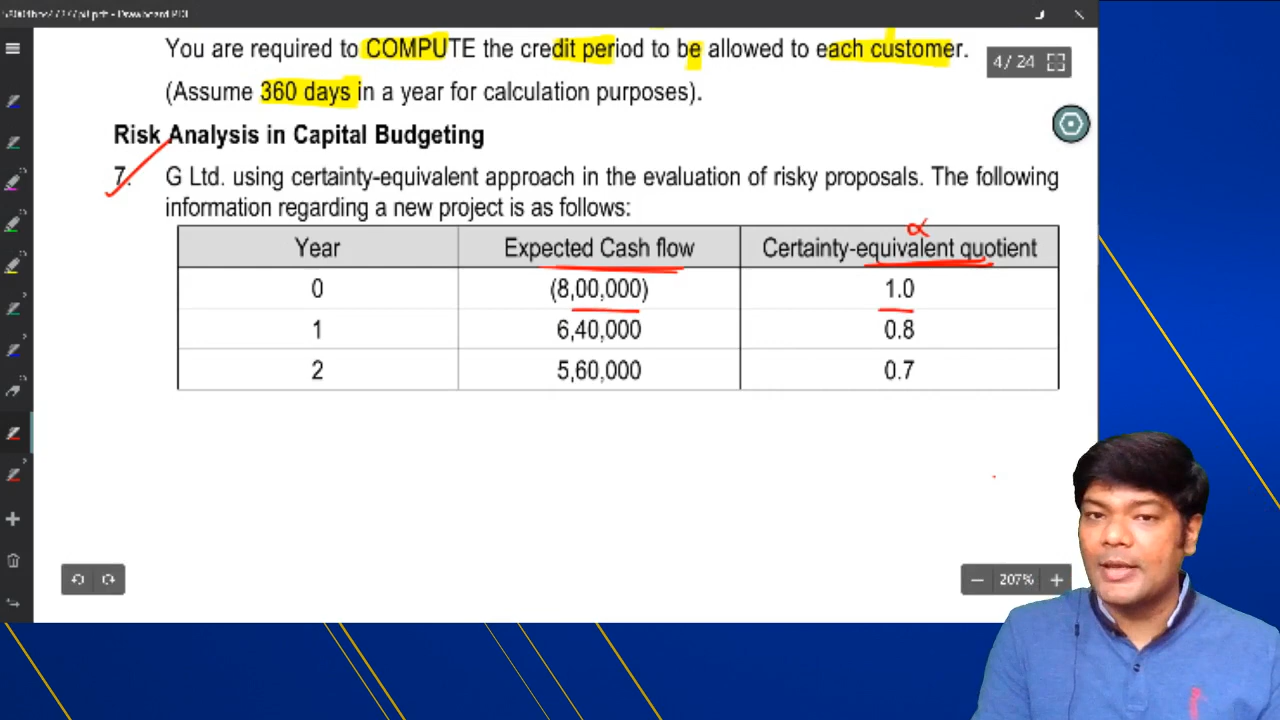 You are required to COMPUTE the credit period to be allowed to each customer.
4 / 24
(Assume 360 days in a year for calculation purposes).
Risk Analysis in Capital Budgeting
7. G Ltd. using certainty-equivalent approach in the evaluation of risky proposals. The following
information regarding a new project is as follows:
α
Year Expected Cash flow Certainty-equivalent quotient
0 (8,00,000) 1.0
1 6,40,000 0.8
2 5,60,000 0.7
207%